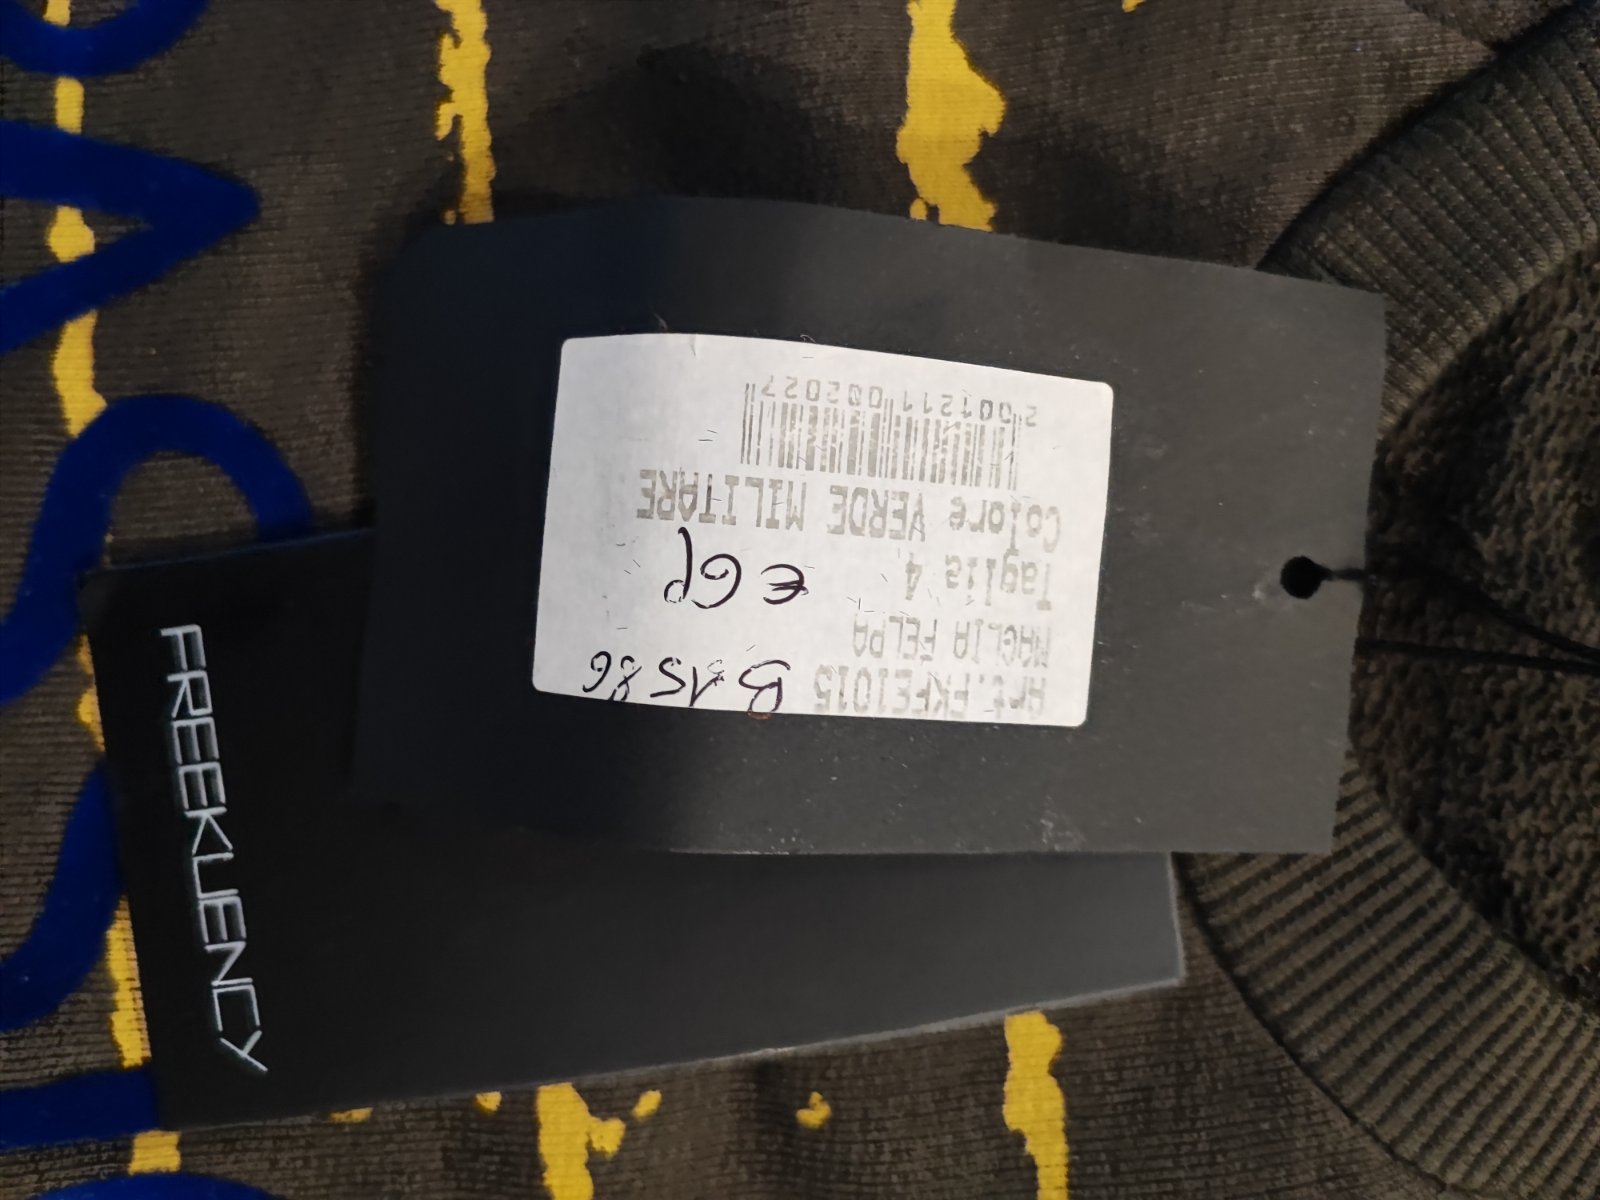 Art.FKFE1015
MAGLIA FELPA
Taglia 4
Colore VERDE MILITARE
2001211002027
FREEKUENCY